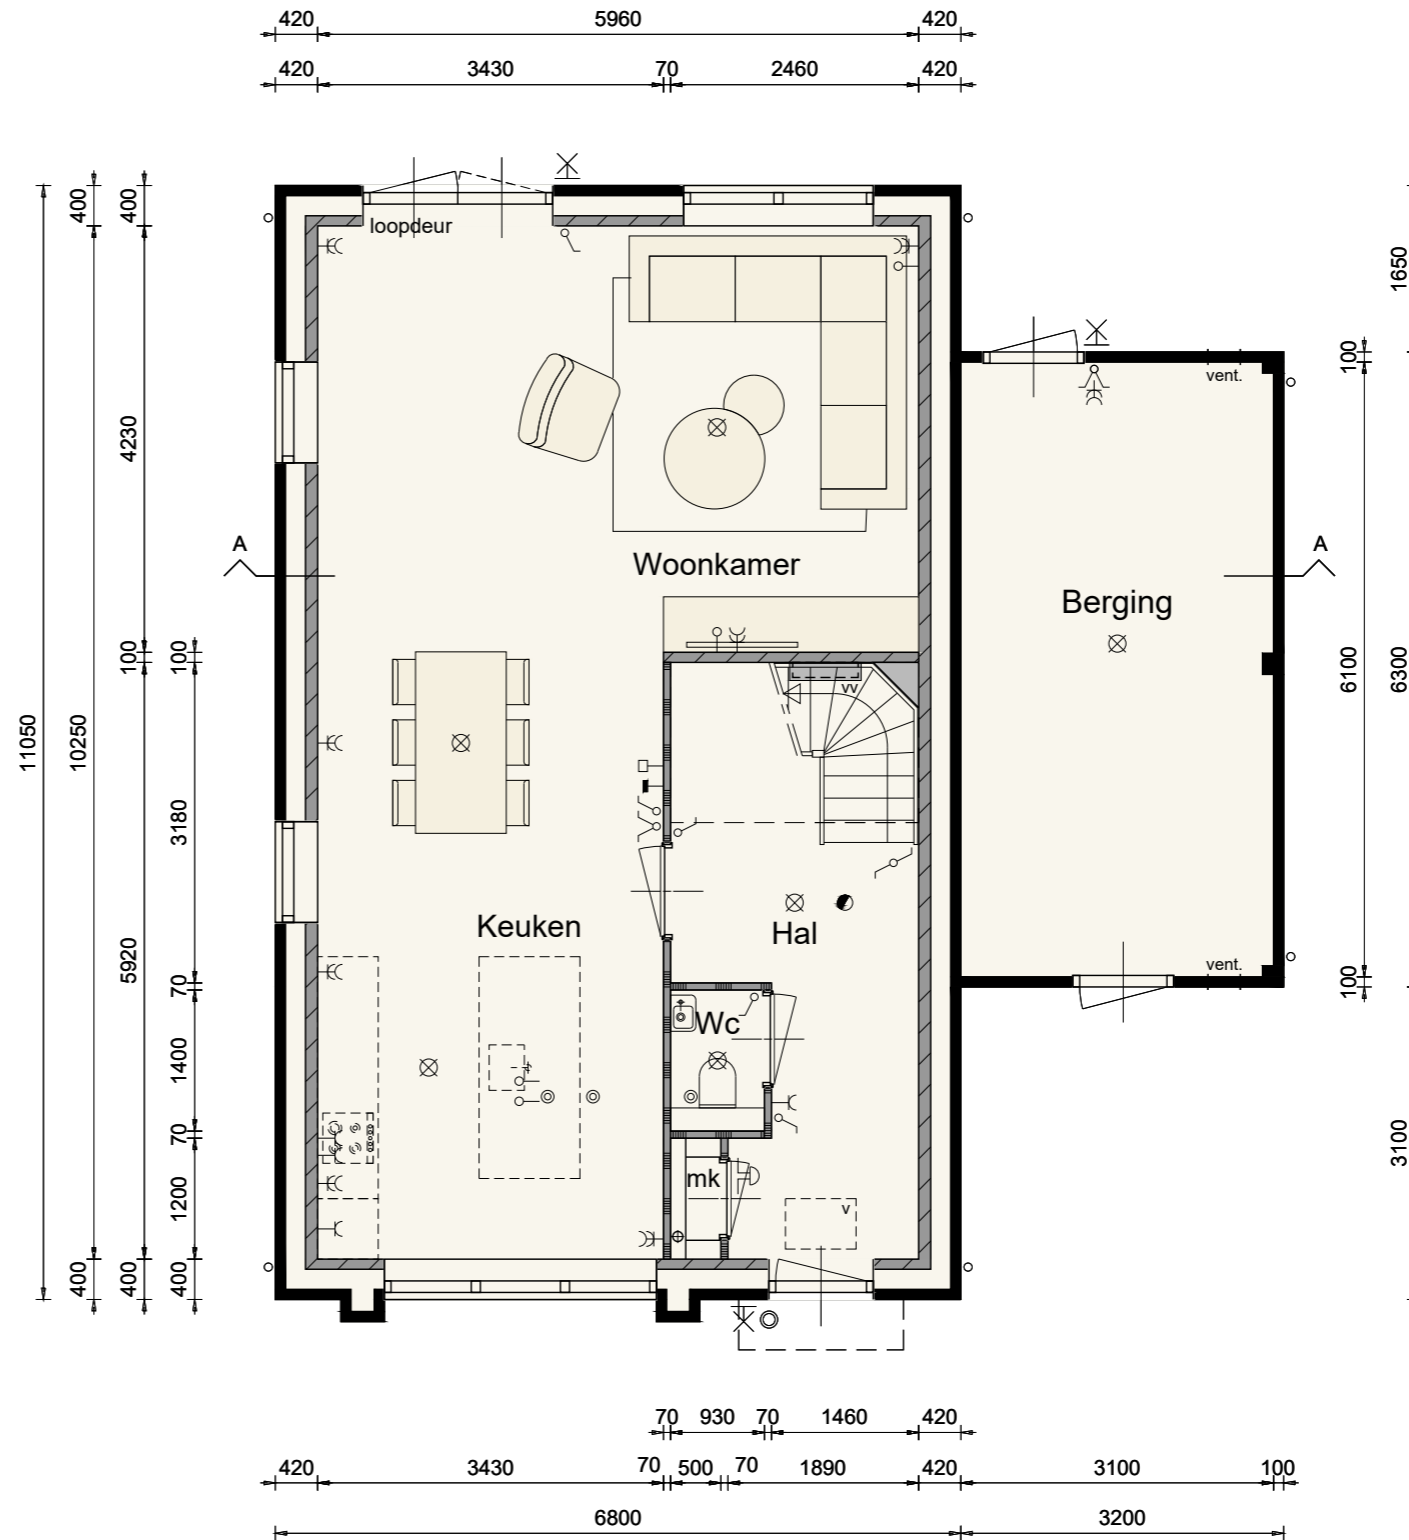 420 5960 420
420 3430 70 2460 420
400 400
loopdeur
1650
100
vent.
4230
A A
Woonkamer
Berging
100 100
11050 10250 6100 6300
vv
3180
Keuken Hal
5920
vent.
70 100
Wc
1400
70
3100
mk
1200
v
400 400 400
70 930 70 1460 420
420 3430 70 500 70 1890 420 3100 100
6800 3200